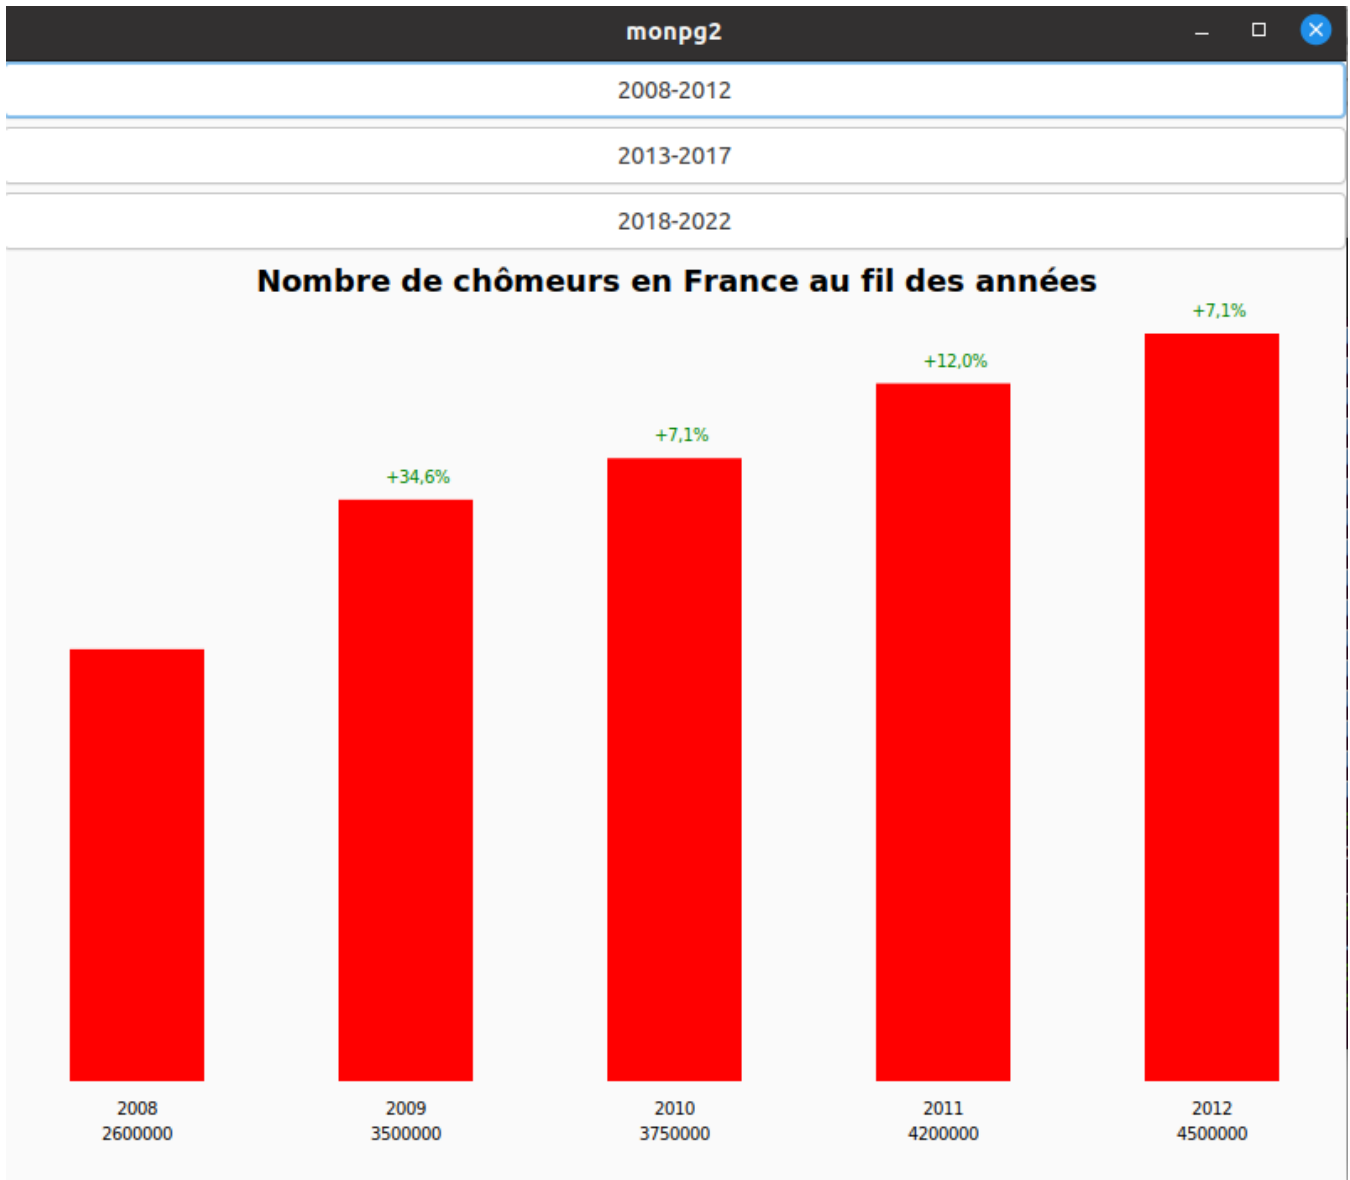 monpg2
2008-2012
2013-2017
2018-2022
Nombre de chômeurs en France au fil des années
+7,1%
+12,0%
+7,1%
+34,6%
2008 2009 2010 2011 2012
2600000 3500000 3750000 4200000 4500000